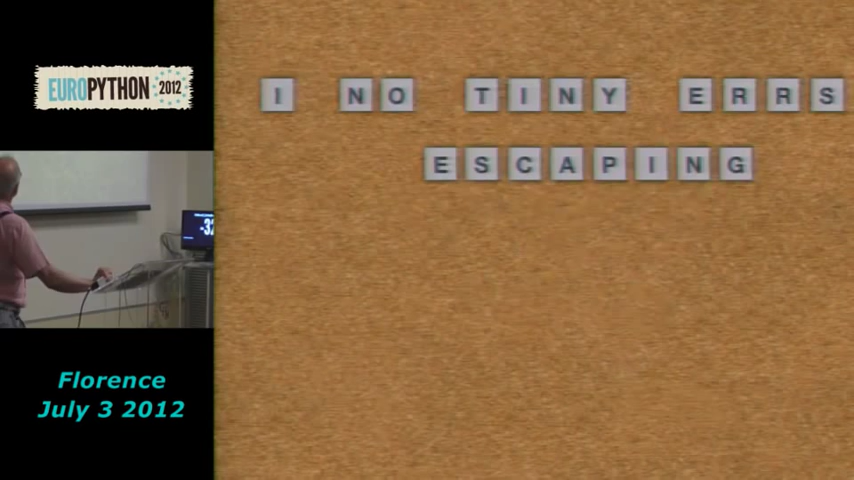 EUROPYTHON 2012
I NO TINY ERRS
ESCAPING
Florence
July 3 2012